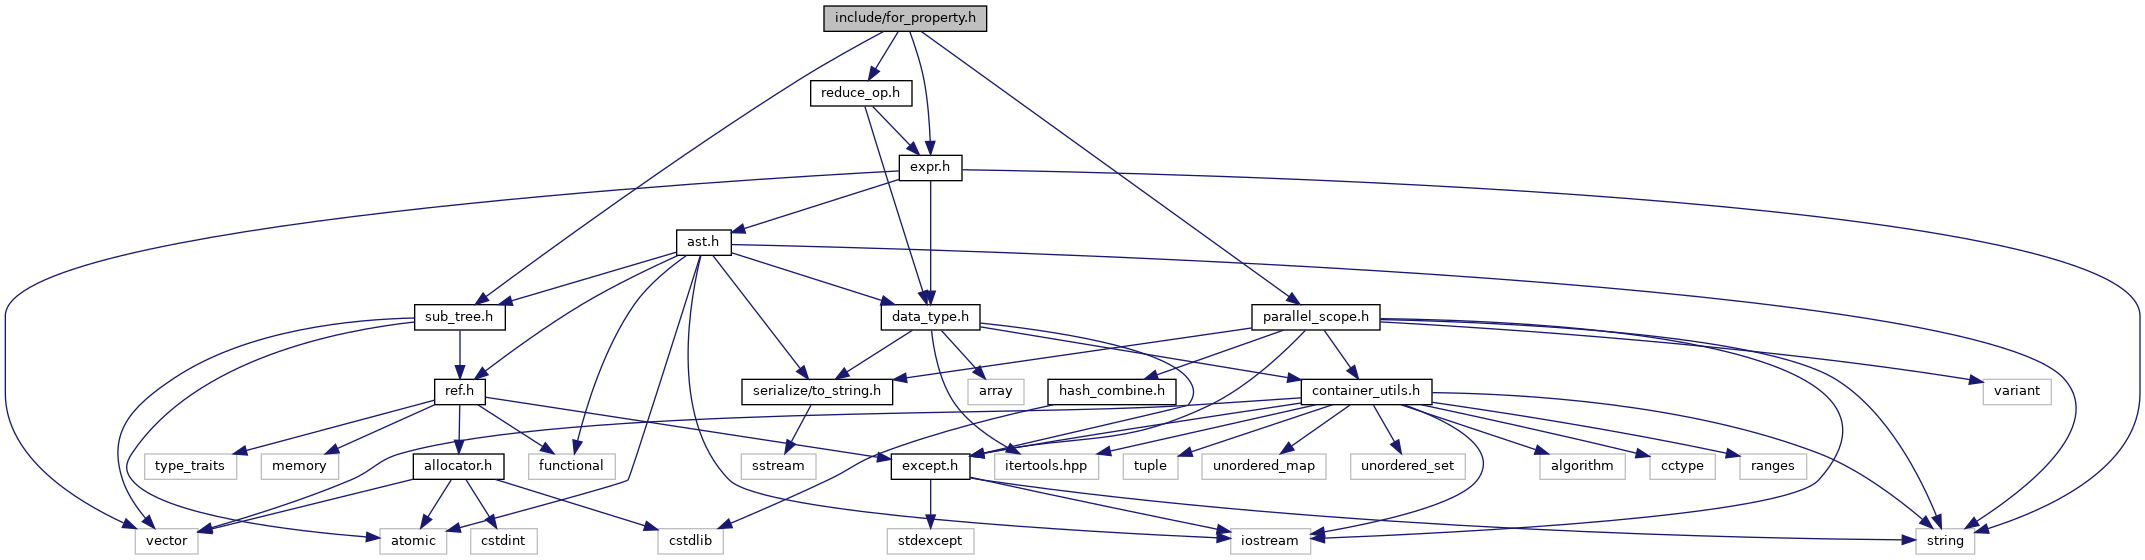 include/for_property.h
reduce_op.h
expr.h
ast.h
sub_tree.h
data_type.h
parallel_scope.h
ref.h
serialize/to_string.h
array
hash_combine.h
container_utils.h
variant
type_traits
memory
allocator.h
functional
sstream
except.h
itertools.hpp
tuple
unordered_map
unordered_set
algorithm
cctype
ranges
vector
atomic
cstdint
cstdlib
stdexcept
iostream
string